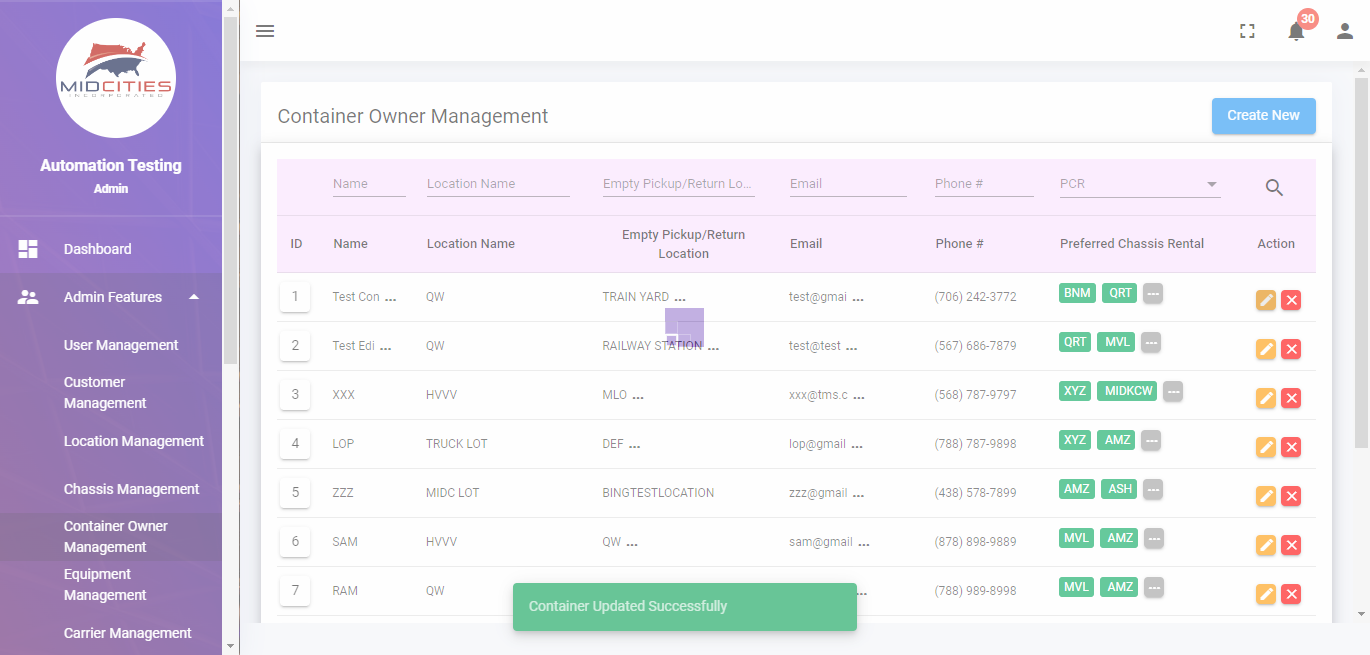 30
MIDCITIES
INCORPORATED
Automation Testing
Admin
Dashboard
Admin Features
User Management
Customer
Management
Location Management
Chassis Management
Container Owner
Management
Equipment
Management
Carrier Management
Container Owner Management
Create New
Name Location Name Empty Pickup/Return Lo... Email Phone # PCR
ID Name Location Name Empty Pickup/Return Location Email Phone # Preferred Chassis Rental Action
1 Test Con ... QW TRAIN YARD ... test@gmai ... (706) 242-3772 BNM QRT ---
2 Test Edi ... QW RAILWAY STATION ... test@test ... (567) 686-7879 QRT MVL ---
3 XXX HVVV MLO ... xxx@tms.c ... (568) 787-9797 XYZ MIDKCW ---
4 LOP TRUCK LOT DEF ... lop@gmail ... (788) 787-9898 XYZ AMZ ---
5 ZZZ MIDC LOT BINGTESTLOCATION zzz@gmail ... (438) 578-7899 AMZ ASH ---
6 SAM HVVV QW ... sam@gmail ... (878) 898-9889 MVL AMZ ---
7 RAM QW ... (788) 989-8998 MVL AMZ ---
Container Updated Successfully